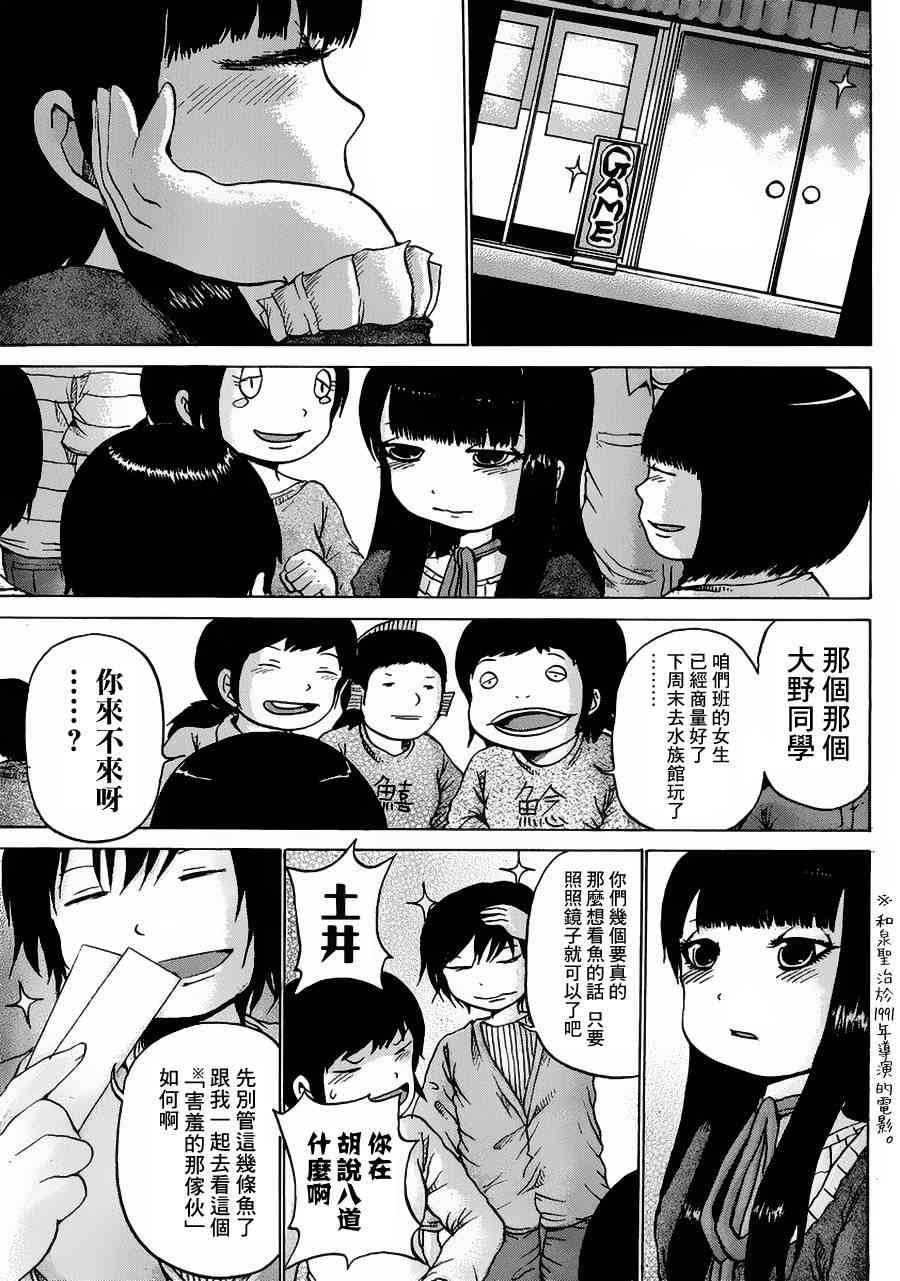 GAME
那個那個
大野同學
咱們班的女生
已經商量好了
下周末去水族館玩了
………
你來不來呀
……？
鱚
鯰
※和泉聖治於1991年導演的電影。
你們幾個要真的
那麼想看魚的話 只要
照照鏡子就可以了吧
土井
你在
胡說八道
什麼啊
先別管這幾條魚了
跟我一起去看這個
※「害羞的那傢伙」
如何啊